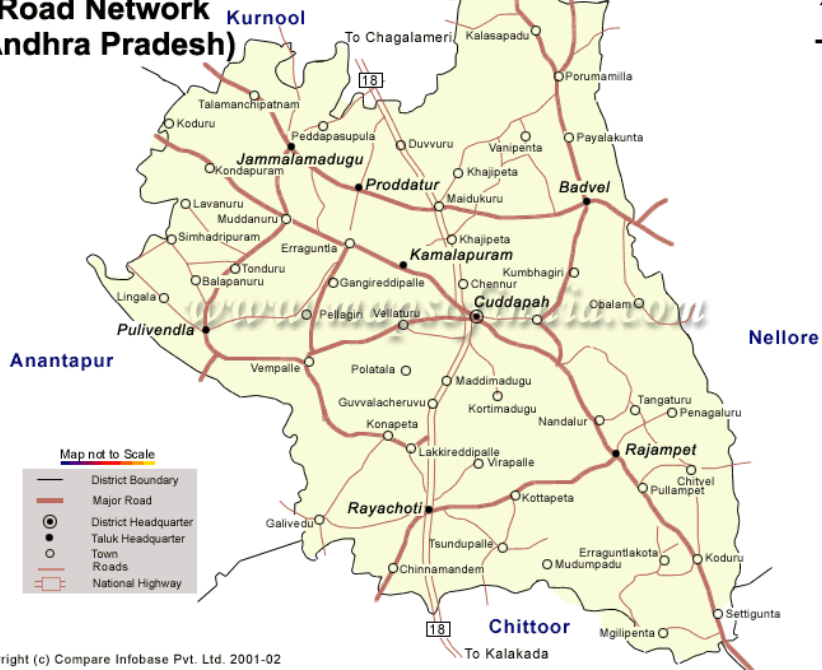 Road Network
Andhra Pradesh)
Kurnool
To Chagalameri
Kalasapadu
18
Porumamilla
Talamanchipatnam
Koduru
Peddapasupula
Duvvuru
Vanipenta
Payalakunta
Jammalamadugu
Kondapuram
Khajipeta
Proddatur
Badvel
Lavanuru
Maidukuru
Muddanuru
Simhadripuram
Erraguntla
Khajipeta
Kamalapuram
Tonduru
Kumbhagiri
Balapanuru
Gangireddipalle
Chennur
Lingala
Cuddapah
Obalam
www.mapsofindia.com
Pellagiri
Vellaturu
Pulivendla
Nellore
Anantapur
Vempalle
Polatala
Maddimadugu
Guvvalacheruvu
Kortimadugu
Tangaturu
Penagaluru
Nandalur
Konapeta
Lakkireddipalle
Rajampet
Virapalle
Chitvel
Pullampet
Kottapeta
Rayachoti
Galivedu
Tsundupalle
Erraguntlakota
Koduru
Mudumpadu
Chinnamandem
Settigunta
Mgilipenta
18
Chittoor
To Kalakada
Map not to Scale
District Boundary
Major Road
District Headquarter
Taluk Headquarter
Town
Roads
National Highway
right (c) Compare Infobase Pvt. Ltd. 2001-02